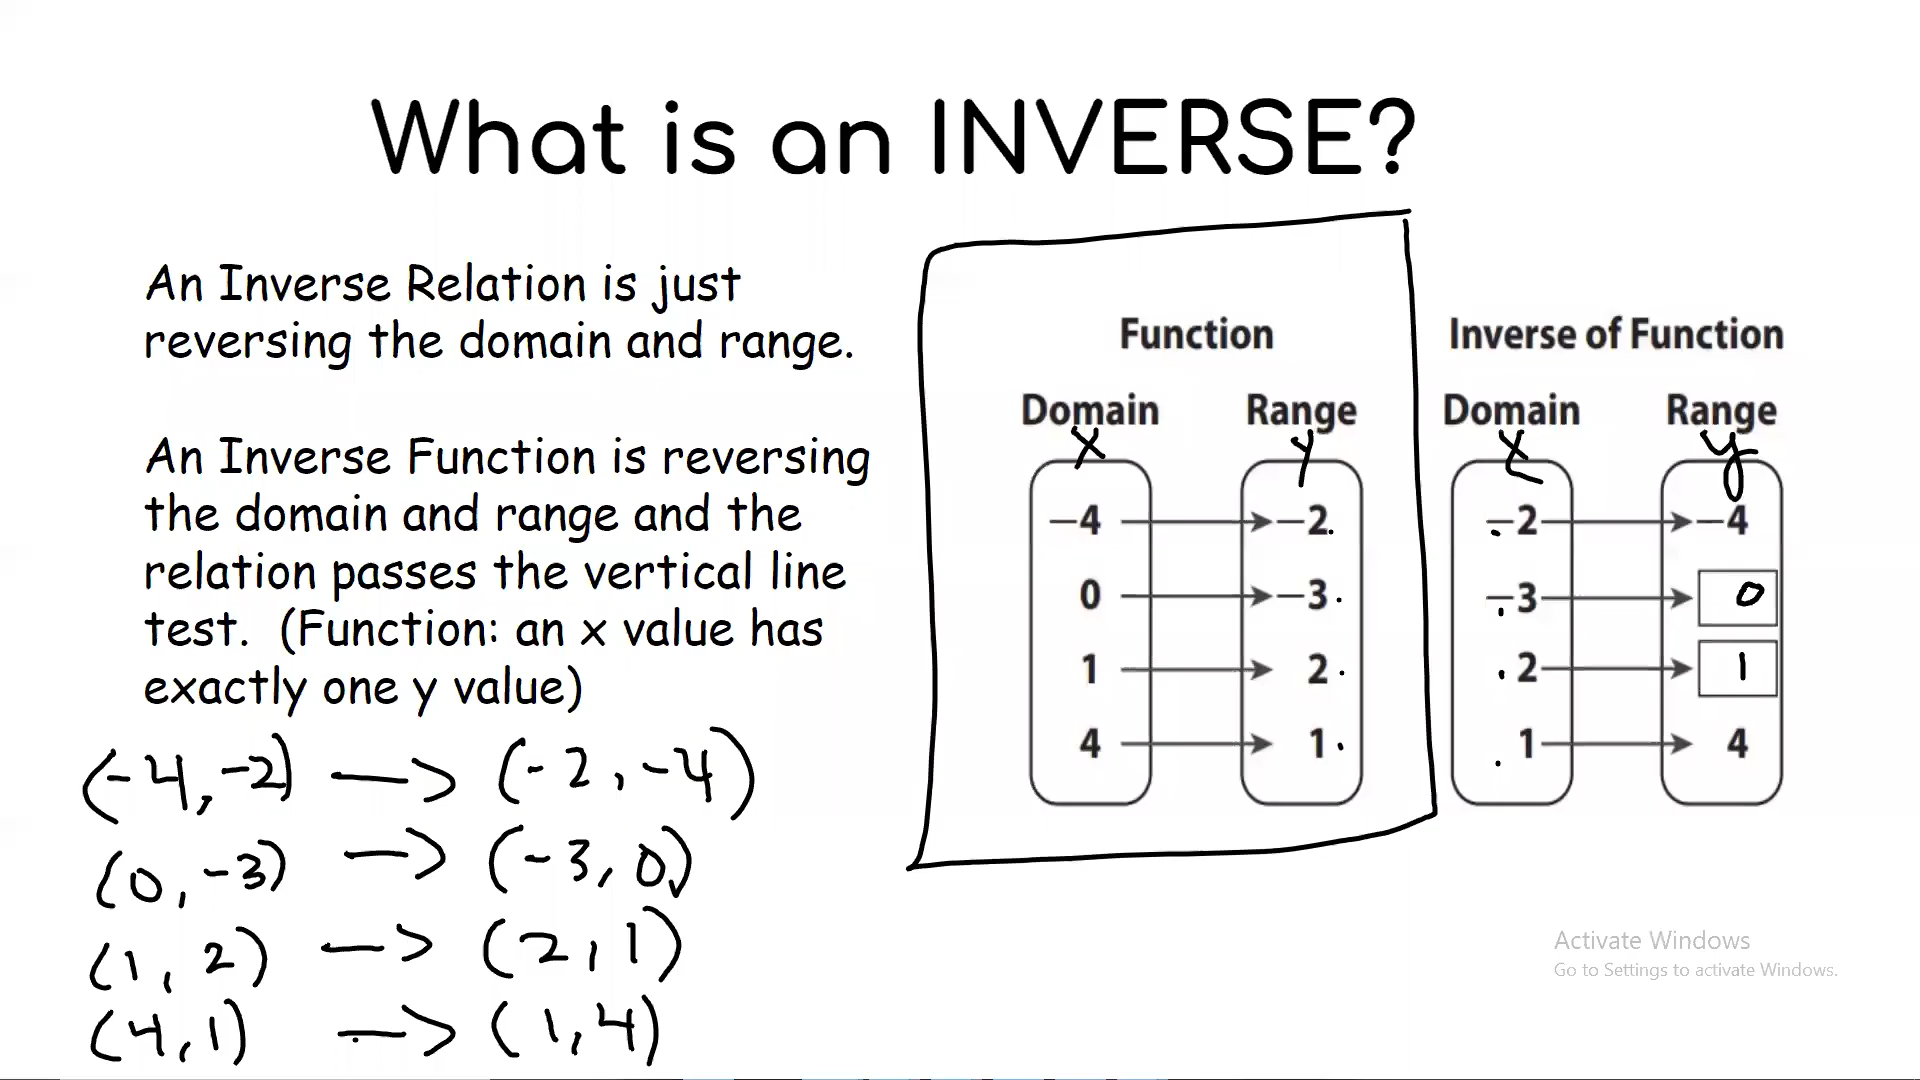 What is an INVERSE?
An Inverse Relation is just
reversing the domain and range.
An Inverse Function is reversing
the domain and range and the
relation passes the vertical line
test. (Function: an x value has
exactly one y value)
(-4, -2) → (-2, -4)
(0, -3) → (-3, 0)
(1, 2) → (2, 1)
(4, 1) → (1, 4)
Function
Domain Range
x y
−4 → −2
0 → −3
1 → 2
4 → 1
Inverse of Function
Domain Range
x y
−2 → −4
−3 → 0
2 → 1
1 → 4
Activate Windows
Go to Settings to activate Windows.